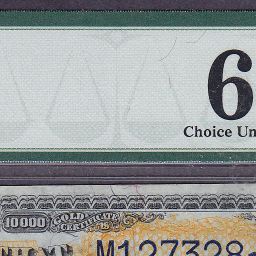 6
Choice Un
10000 GOLD CERTIFICATE
M127328